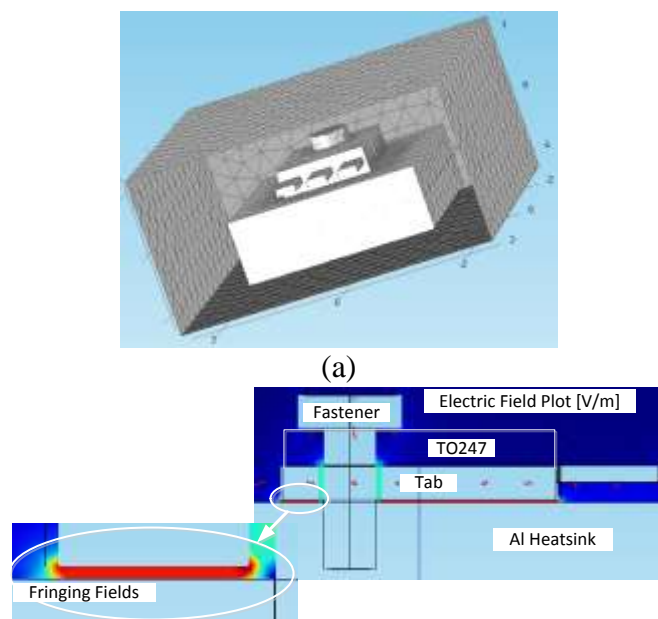 (a)
Fastener
Electric Field Plot [V/m]
TO247
Tab
Al Heatsink
Fringing Fields